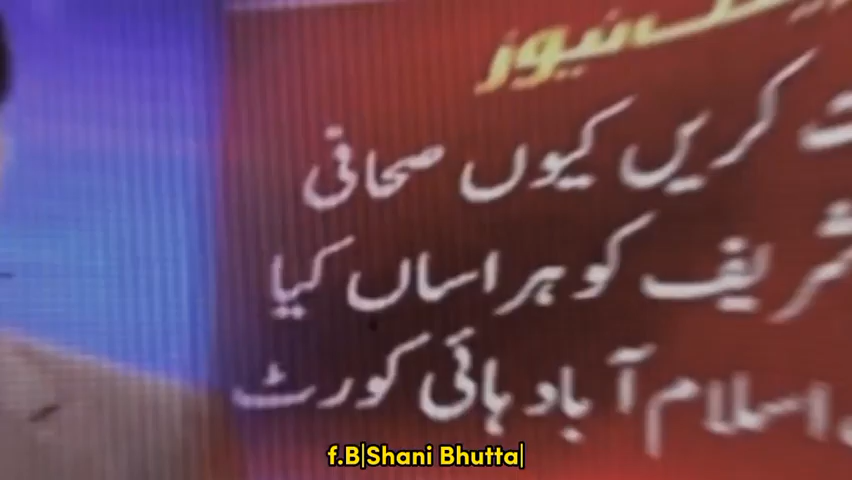 نیوز
کریں کیوں صحافی
شریف کو ہراساں کیا
اسلام آباد ہائی کورٹ
f.B|Shani Bhutta|